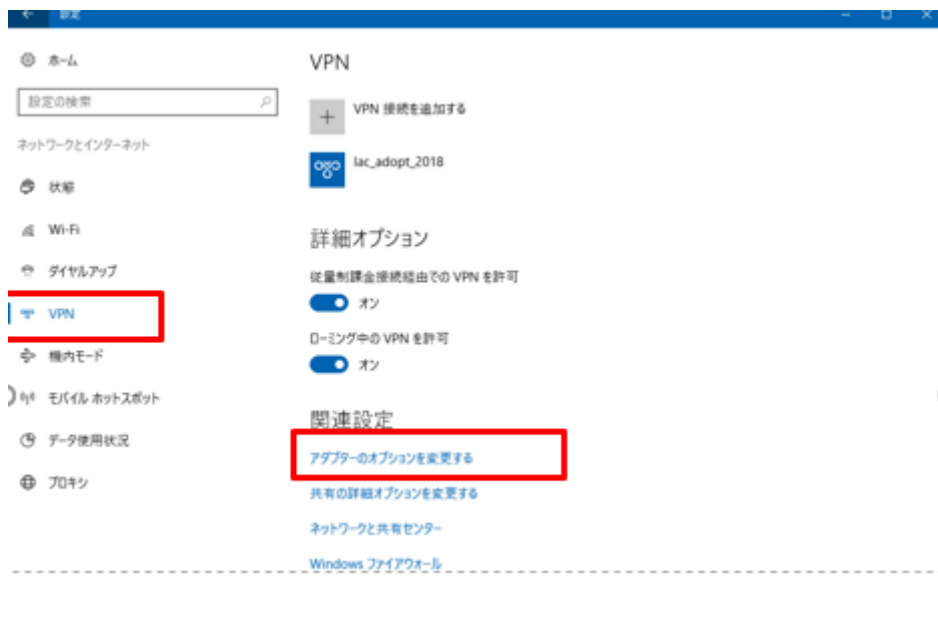 設定
ホーム
設定の検索
ネットワークとインターネット
状態
Wi-Fi
ダイヤルアップ
VPN
機内モード
モバイル ホットスポット
データ使用状況
プロキシ
VPN
VPN 接続を追加する
lac_adopt_2018
詳細オプション
従量制課金接続経由での VPN を許可
オン
ローミング中の VPN を許可
オン
関連設定
アダプターのオプションを変更する
共有の詳細オプションを変更する
ネットワークと共有センター
Windows ファイアウォール